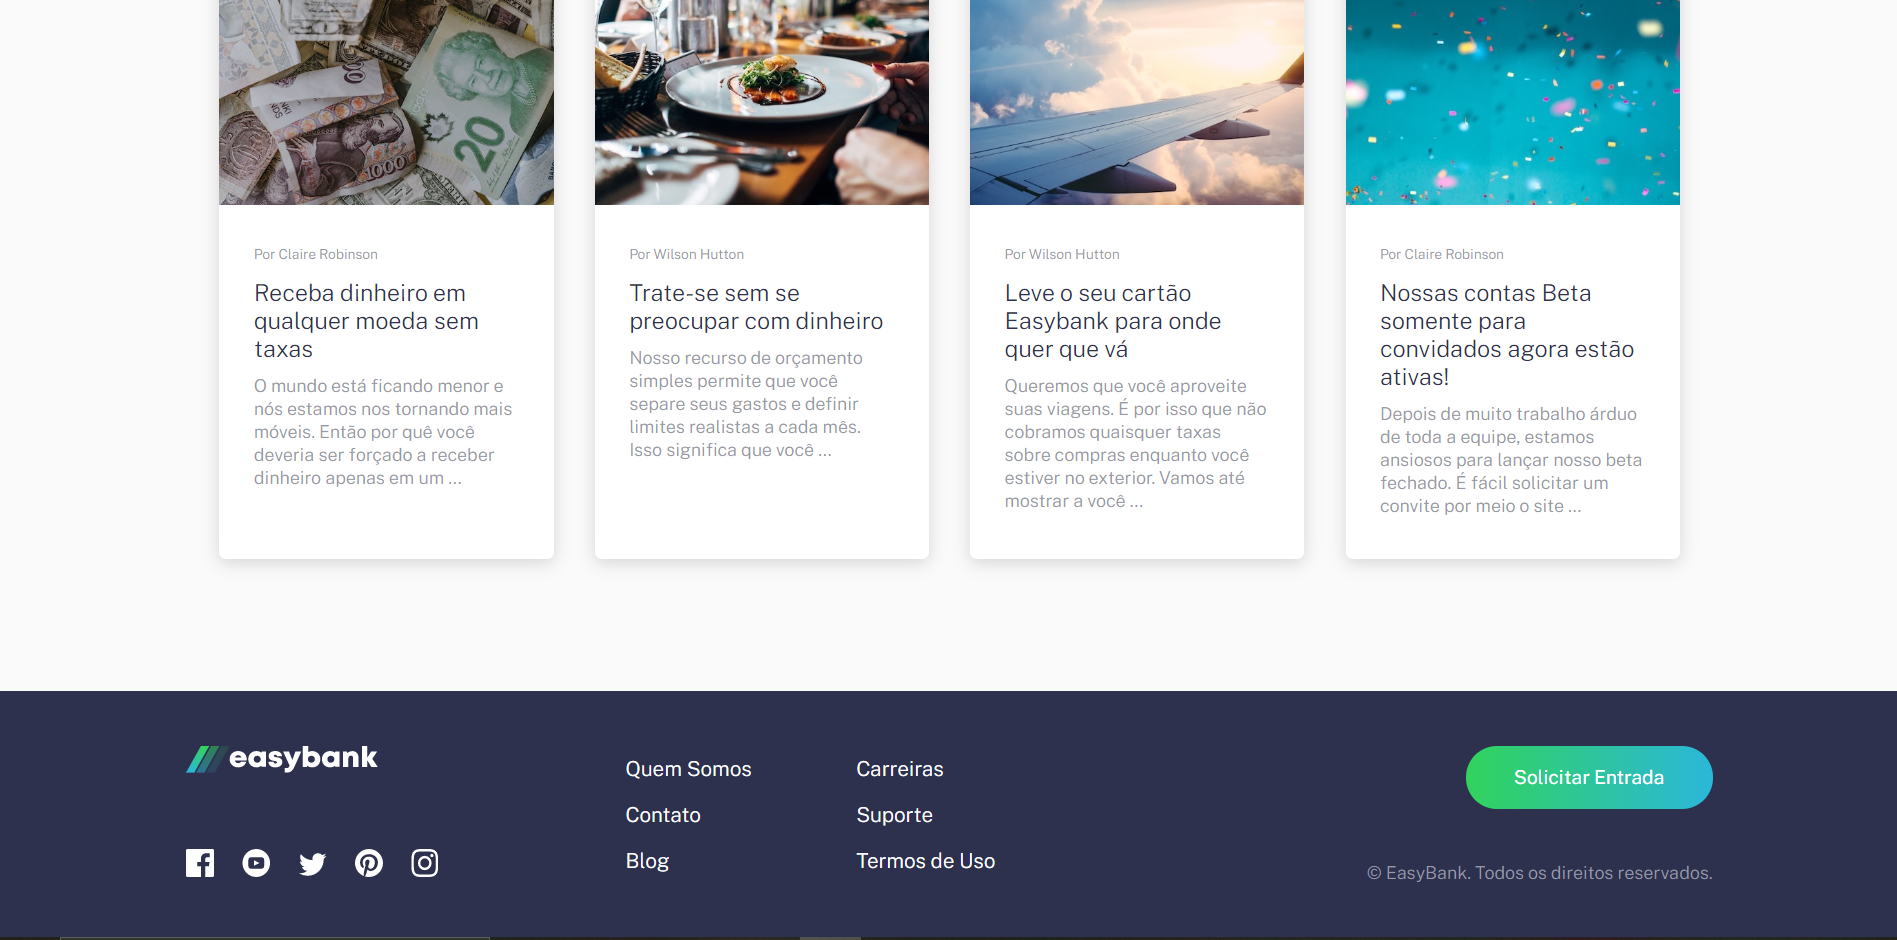 Por Claire Robinson
Receba dinheiro em
qualquer moeda sem
taxas
O mundo está ficando menor e
nós estamos nos tornando mais
móveis. Então por quê você
deveria ser forçado a receber
dinheiro apenas em um ...
Por Wilson Hutton
Trate-se sem se
preocupar com dinheiro
Nosso recurso de orçamento
simples permite que você
separe seus gastos e definir
limites realistas a cada mês.
Isso significa que você ...
Por Wilson Hutton
Leve o seu cartão
Easybank para onde
quer que vá
Queremos que você aproveite
suas viagens. É por isso que não
cobramos quaisquer taxas
sobre compras enquanto você
estiver no exterior. Vamos até
mostrar a você ...
Por Claire Robinson
Nossas contas Beta
somente para
convidados agora estão
ativas!
Depois de muito trabalho árduo
de toda a equipe, estamos
ansiosos para lançar nosso beta
fechado. É fácil solicitar um
convite por meio o site ...
easybank
Quem Somos
Contato
Blog
Carreiras
Suporte
Termos de Uso
Solicitar Entrada
© EasyBank. Todos os direitos reservados.
20
1000